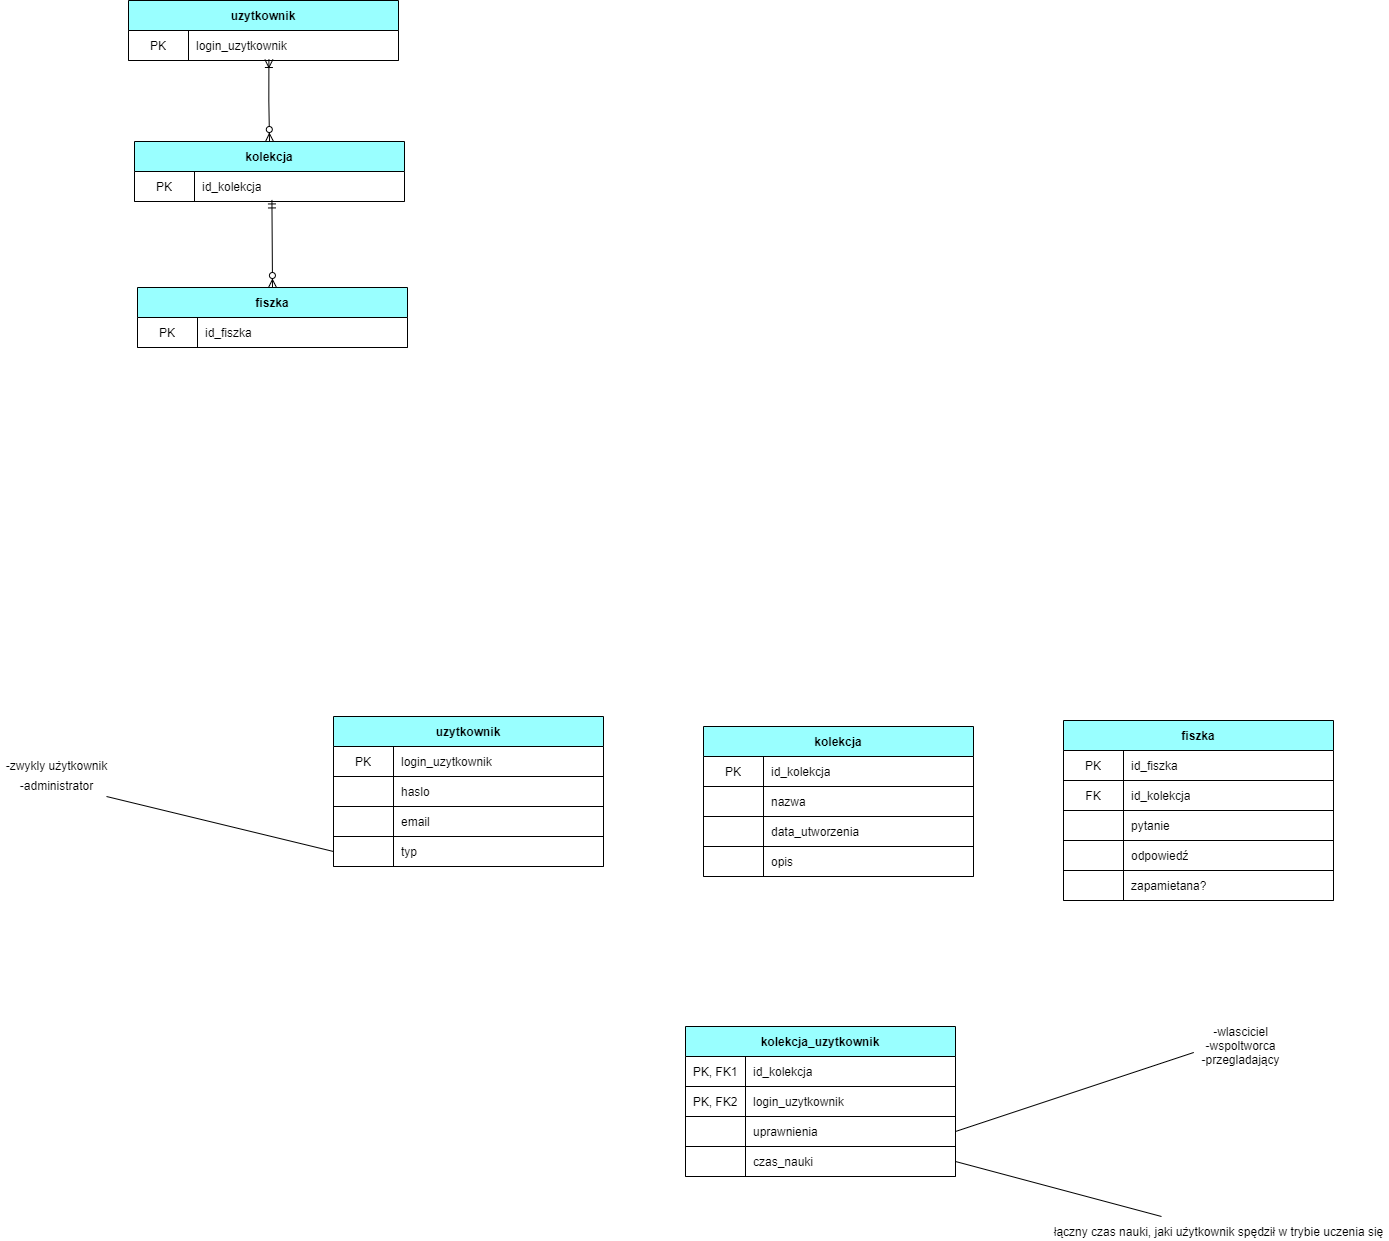 uzytkownik
PK login_uzytkownik
kolekcja
PK id_kolekcja
fiszka
PK id_fiszka
-zwykly użytkownik
-administrator
uzytkownik
PK login_uzytkownik
haslo
email
typ
kolekcja
PK id_kolekcja
nazwa
data_utworzenia
opis
fiszka
PK id_fiszka
FK id_kolekcja
pytanie
odpowiedź
zapamietana?
kolekcja_uzytkownik
PK, FK1 id_kolekcja
PK, FK2 login_uzytkownik
uprawnienia
czas_nauki
-wlasciciel
-wspoltworca
-przegladający
łączny czas nauki, jaki użytkownik spędził w trybie uczenia się